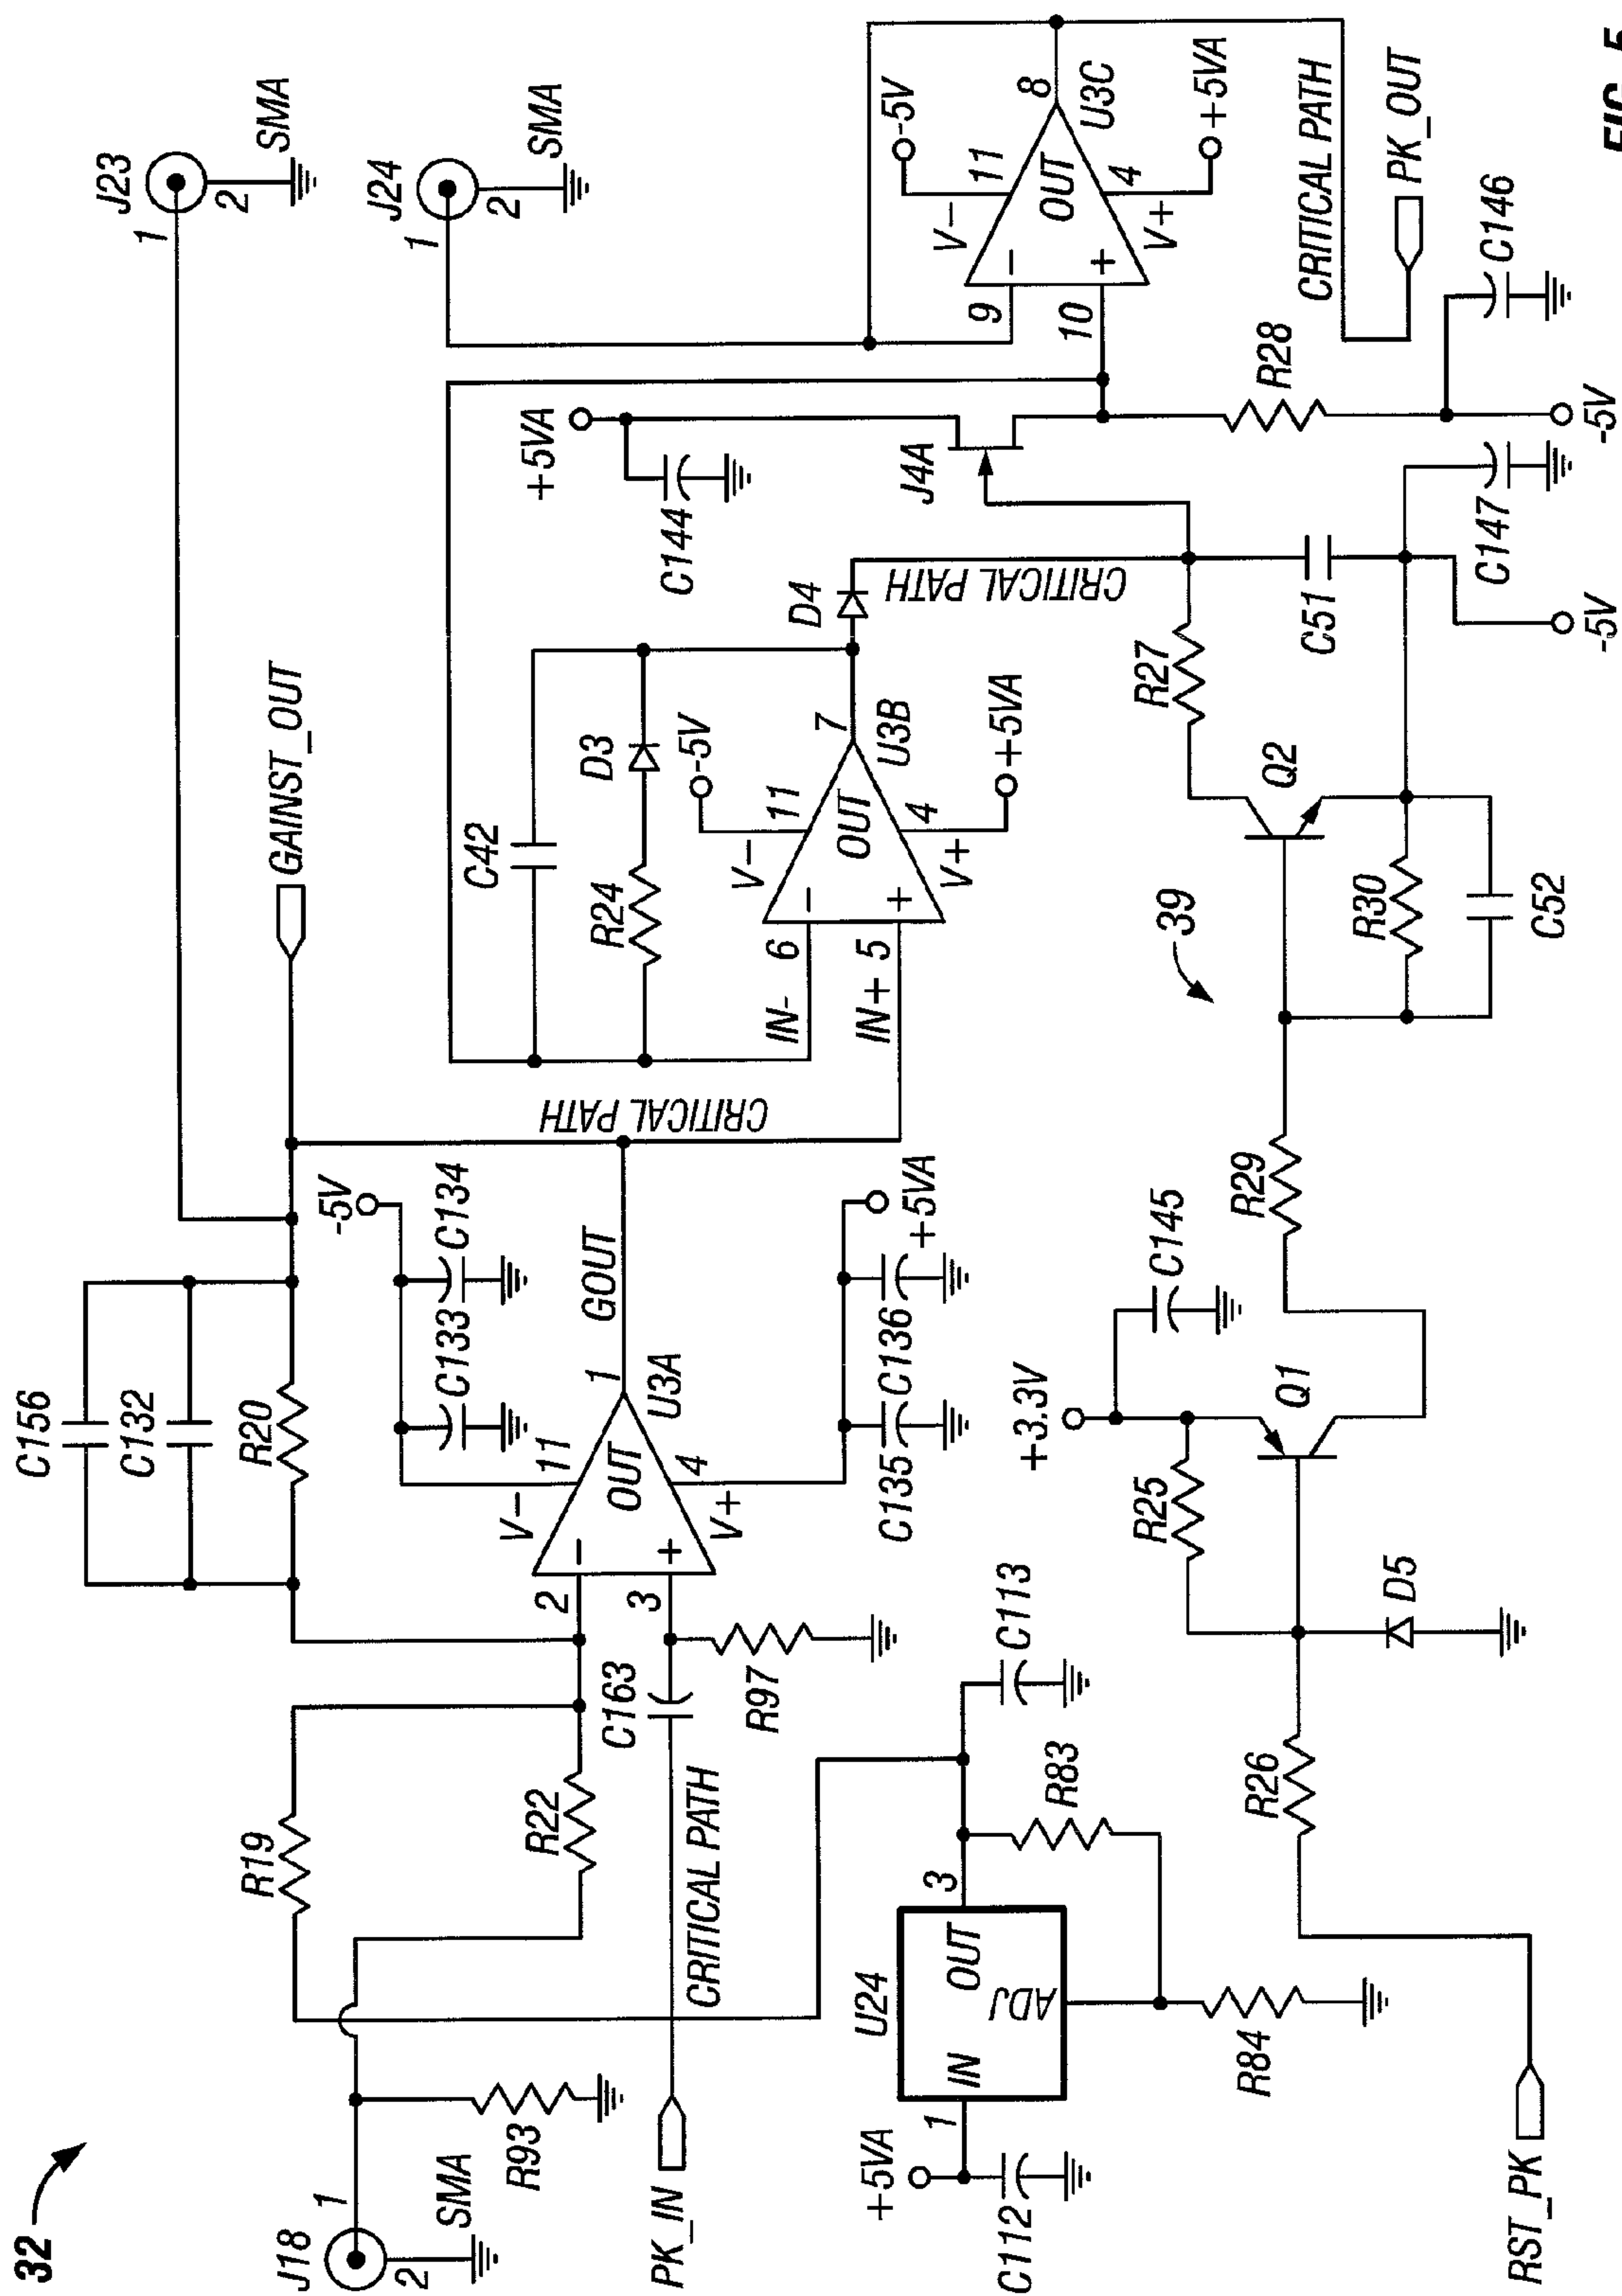 32
J18
1
2
SMA
R93
PK_IN
CRITICAL PATH
R19
R22
C163
R97
C156
C132
R20
2
3
V-
11
OUT
4
V+
1
U3A
-5V
C133
C134
C135
C136
+5VA
GOUT
CRITICAL PATH
GAINST_OUT
J23
1
2
SMA
J24
1
2
SMA
C42
R24
D3
IN- 6
IN+ 5
V-
11
OUT
4
V+
-5V
+5VA
7
U3B
D4
CRITICAL PATH
+5VA
C144
J4A
9
10
V-
11
OUT
4
V+
-5V
+5VA
8
U3C
CRITICAL PATH
PK_OUT
R28
C146
-5V
C147
-5V
C51
R27
Q2
39
R30
C52
R29
C145
+3.3V
Q1
R25
D5
R26
RST_PK
+5VA
1
C112
U24
IN
OUT
ADJ
3
C113
R83
R84
FIG. 5